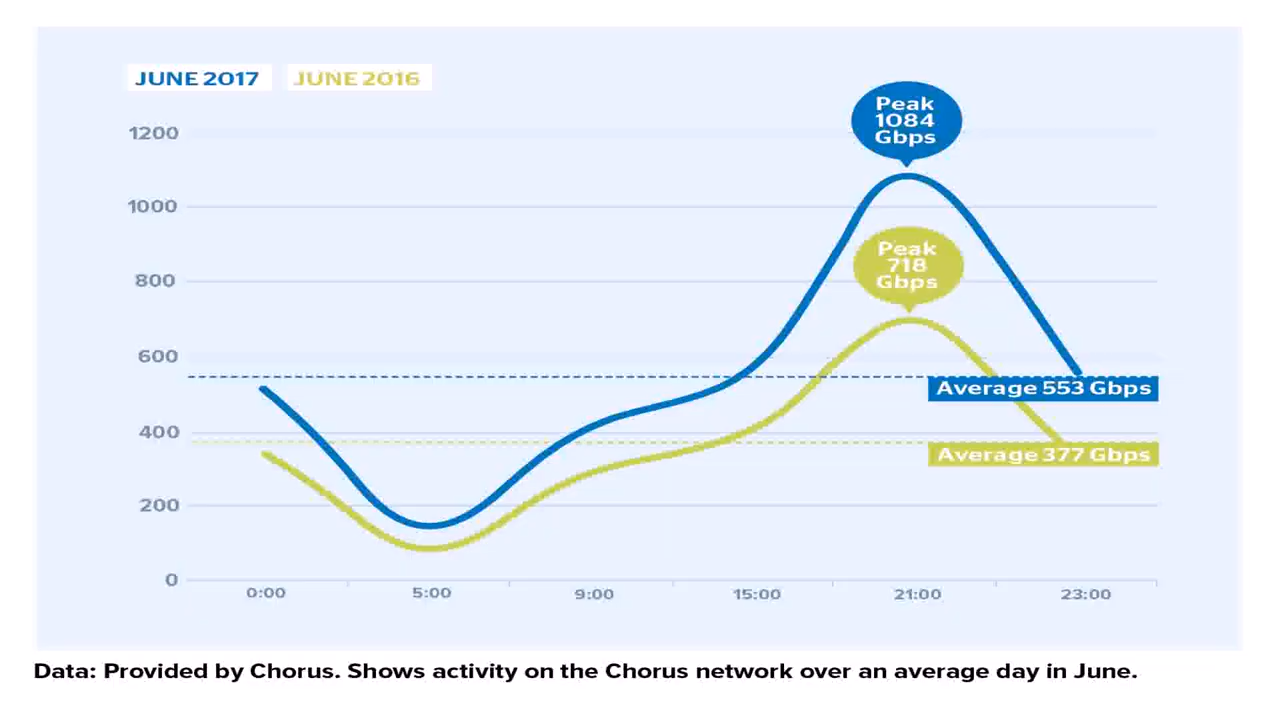 JUNE 2017 JUNE 2016
Peak
1084
Gbps
1200
1000
Peak
718
Gbps
800
600
Average 553 Gbps
400
Average 377 Gbps
200
0
0:00 5:00 9:00 15:00 21:00 23:00
Data: Provided by Chorus. Shows activity on the Chorus network over an average day in June.